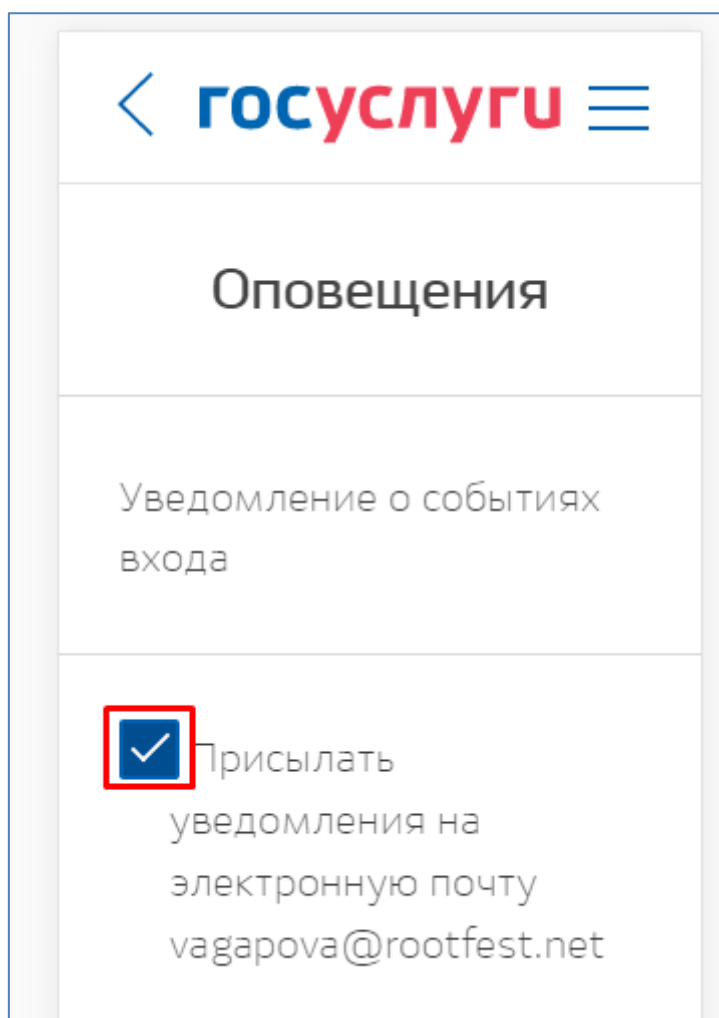 госуслуги
Оповещения
Уведомление о событиях
входа
Присылать
уведомления на
электронную почту
vagapova@rootfest.net